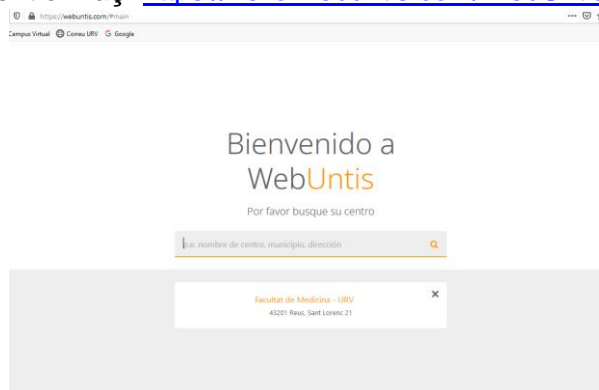 https://webuntis.com/#main
Campus Virtual Correu URV G Google
Bienvenido a
WebUntis
Por favor busque su centro
p.e. nombre de centro, municipio, dirección
Facultat de Medicina - URV
43201 Reus, Sant Lorenc 21